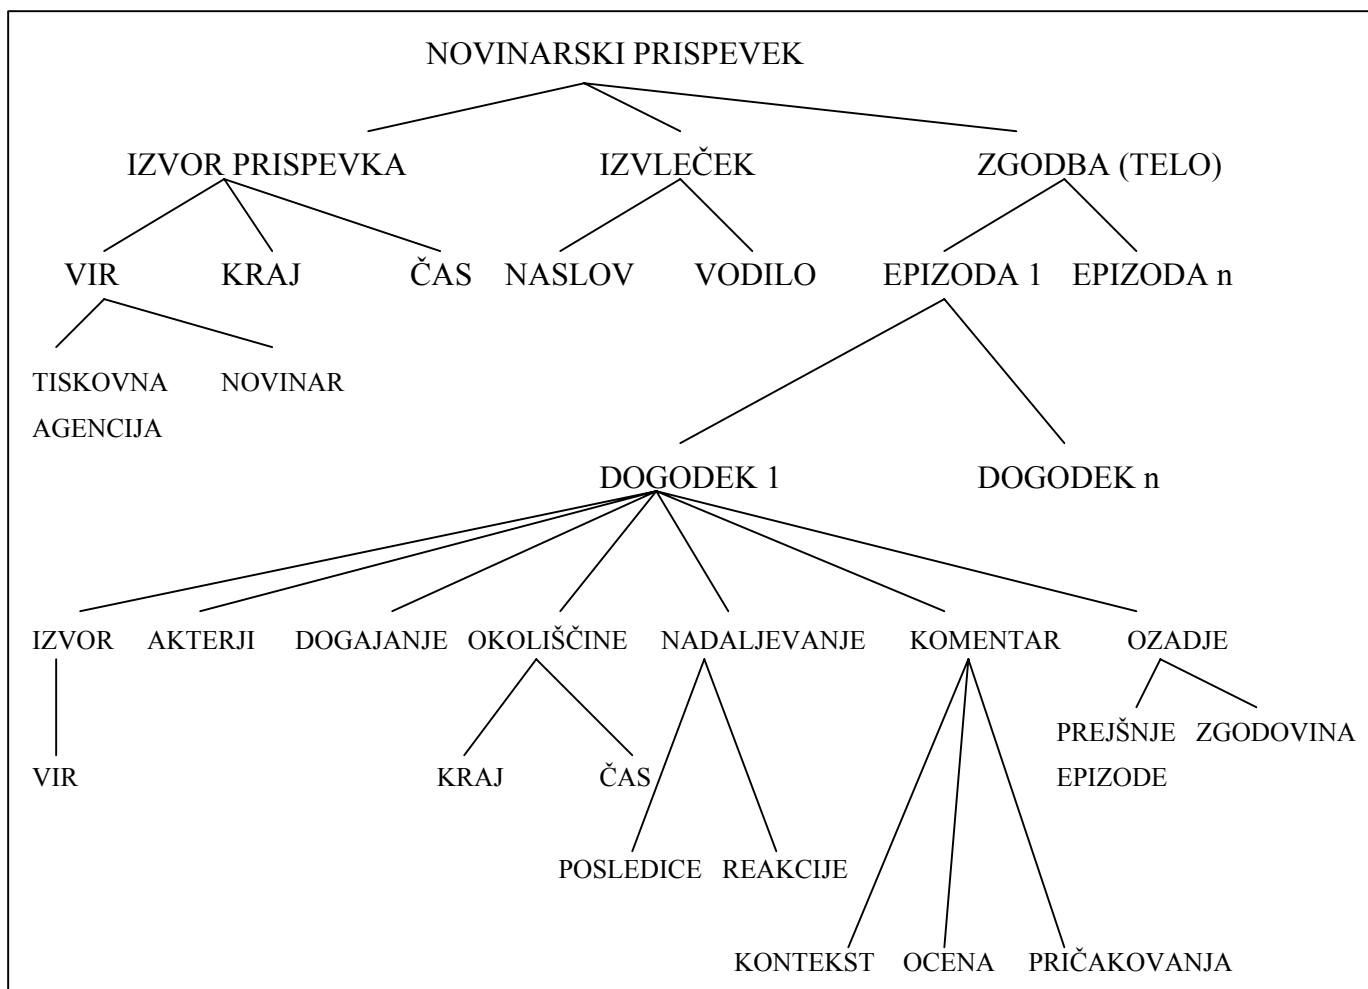 NOVINARSKI PRISPEVEK
IZVOR PRISPEVKA IZVLEČEK ZGODBA (TELO)
VIR KRAJ ČAS NASLOV VODILO EPIZODA 1 EPIZODA n
TISKOVNA NOVINAR
AGENCIJA
DOGODEK 1 DOGODEK n
IZVOR AKTERJI DOGAJANJE OKOLIŠČINE NADALJEVANJE KOMENTAR OZADJE
PREJŠNJE ZGODOVINA
VIR KRAJ ČAS EPIZODE
POSLEDICE REAKCIJE
KONTEKST OCENA PRIČAKOVANJA